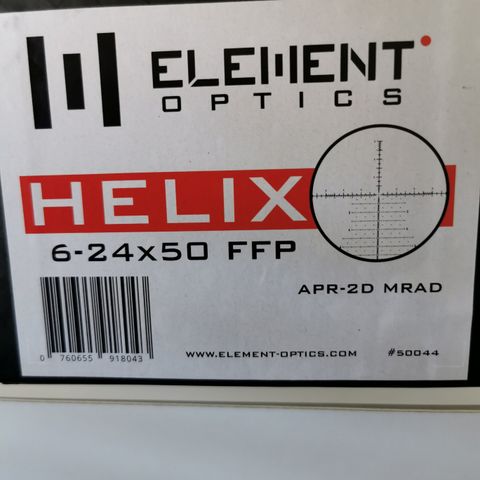 ELEMENT
OPTICS
HELIX
6-24x50 FFP
APR-2D MRAD
0 760655 918043
WWW.ELEMENT-OPTICS.COM #50044